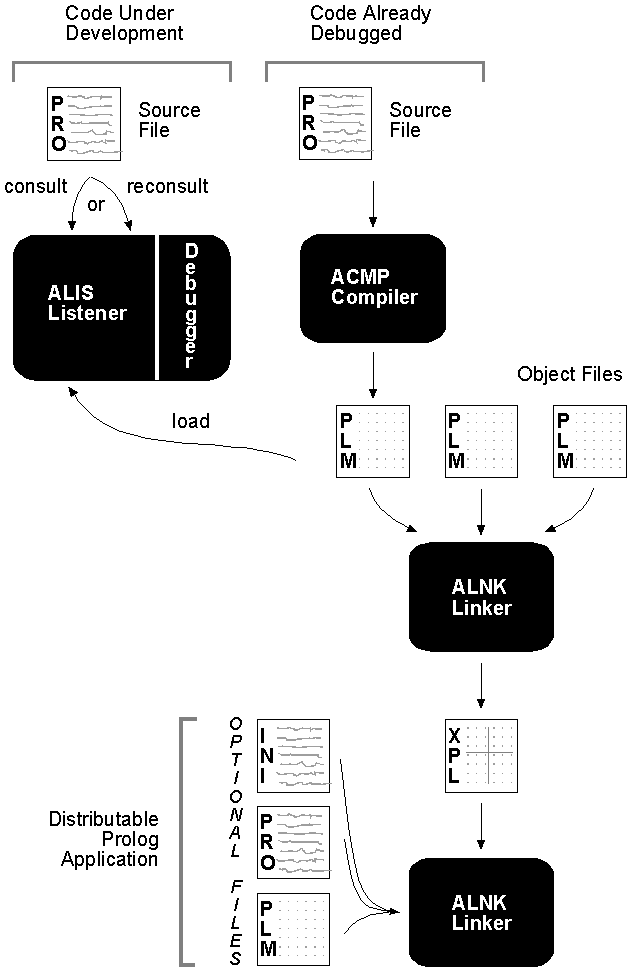 Code Under
Development
Code Already
Debugged
PRO
Source
File
PRO
Source
File
consult
or
reconsult
ALIS
Listener
Debugger
ACMP
Compiler
Object Files
load
PLM
PLM
PLM
ALNK
Linker
XPL
Distributable
Prolog
Application
OPTIONAL FILES
INI
PRO
PLM
ALNK
Linker